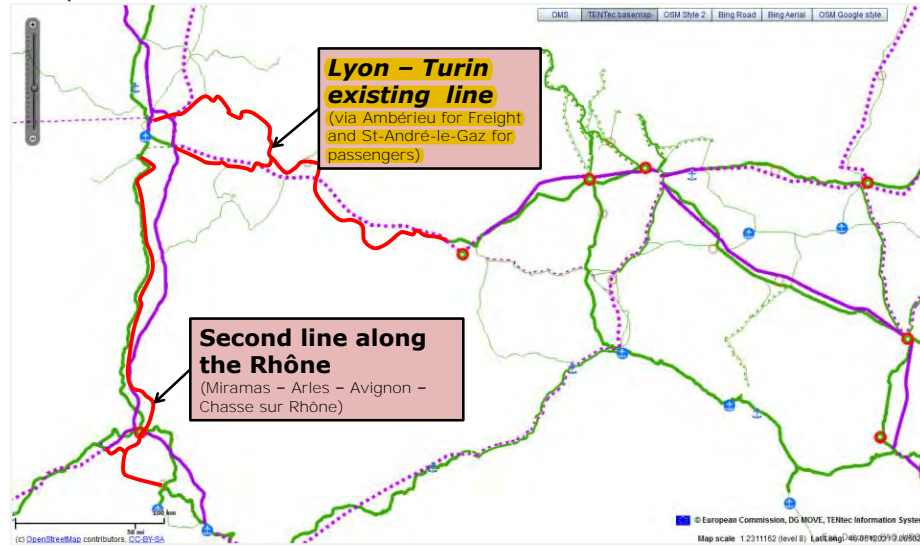 OMS TENTec basemap OSM Style 2 Bing Road Bing Aerial OSM Google style
Lyon – Turin
existing line
(via Ambérieu for Freight
and St-André-le-Gaz for
passengers)
Second line along
the Rhône
(Miramas – Arles – Avignon –
Chasse sur Rhône)
100 km
50 mi
(c) OpenStreetMap contributors, CC-BY-SA
© European Commission, DG MOVE, TENtec Information System
Map scale 1:2311162 (level 8)